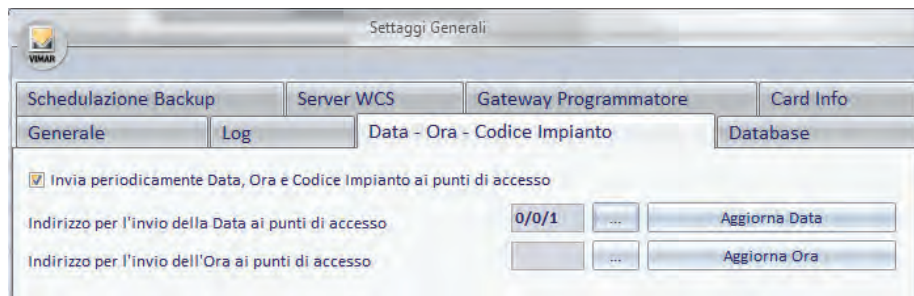 Settaggi Generali
VIMAR
Schedulazione Backup Server WCS Gateway Programmatore Card Info
Generale Log Data - Ora - Codice Impianto Database
Invia periodicamente Data, Ora e Codice Impianto ai punti di accesso
Indirizzo per l'invio della Data ai punti di accesso 0/0/1 ... Aggiorna Data
Indirizzo per l'invio dell'Ora ai punti di accesso ... Aggiorna Ora